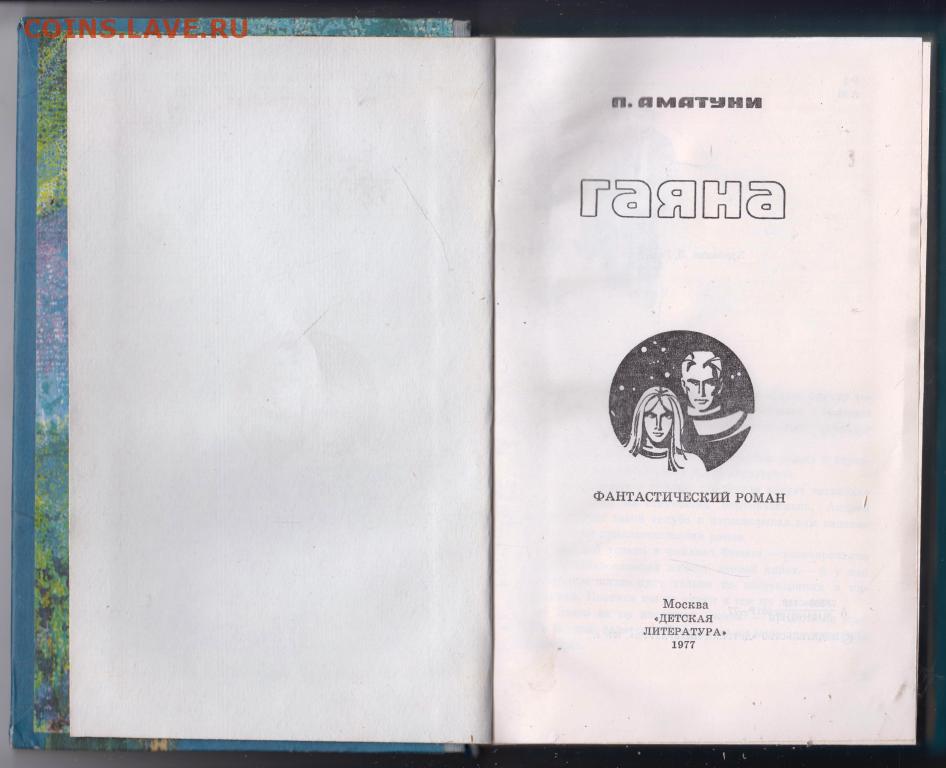 COINS.LAVE.RU
П. АМАТУНИ
ГАЯНА
ФАНТАСТИЧЕСКИЙ РОМАН
Москва
«ДЕТСКАЯ
ЛИТЕРАТУРА»
1977